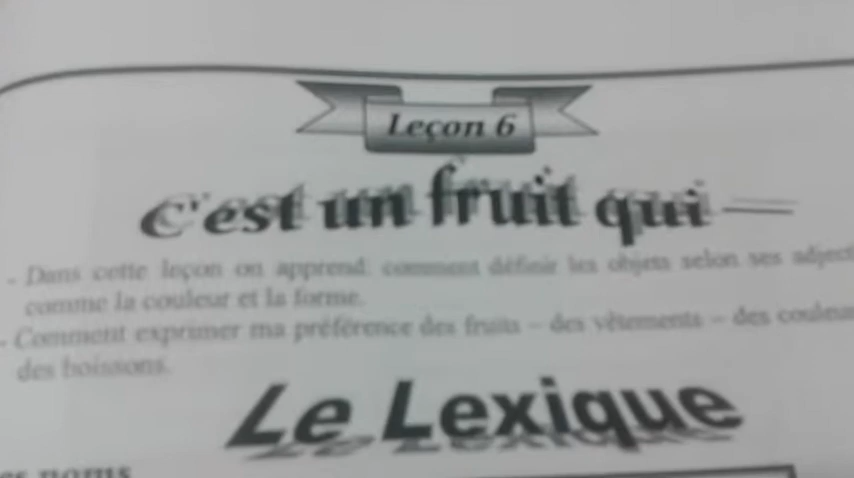 Leçon 6
C'est un fruit qui —
- Dans cette leçon on apprend: comment définir les objets selon ses
comme la couleur et la forme.
- Comment exprimer ma préférence des fruits – des vêtements – des
des boissons.
Le Lexique
noms